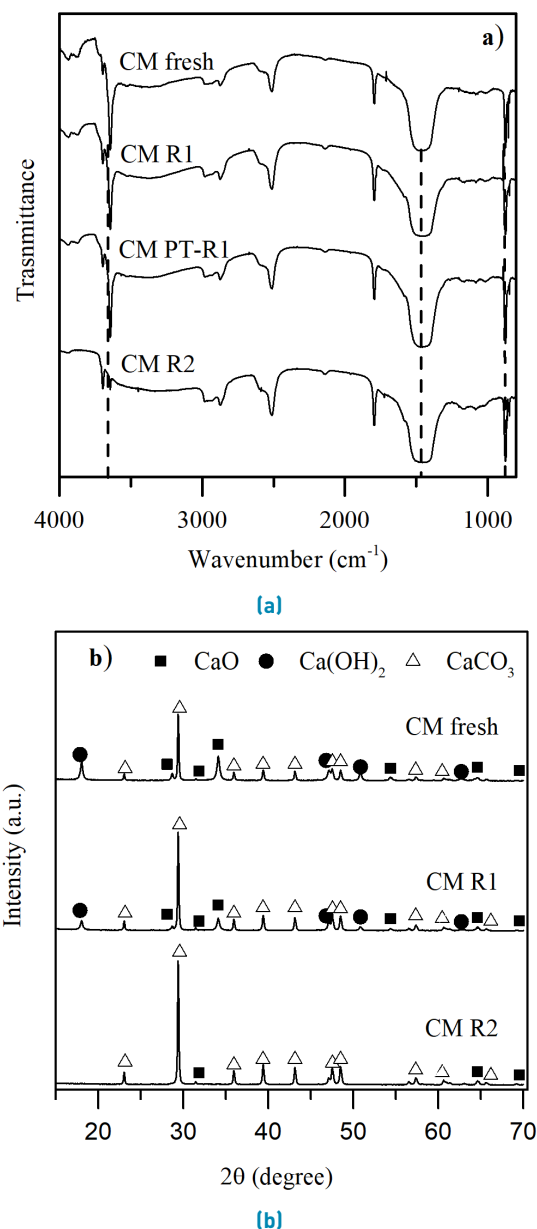 a)
CM fresh
CM R1
CM PT-R1
CM R2
Trasnmittance
4000 3000 2000 1000
Wavenumber (cm-1)
(a)
b) CaO Ca(OH)2 CaCO3
CM fresh
CM R1
CM R2
Intensity (a.u.)
20 30 40 50 60 70
2θ (degree)
(b)